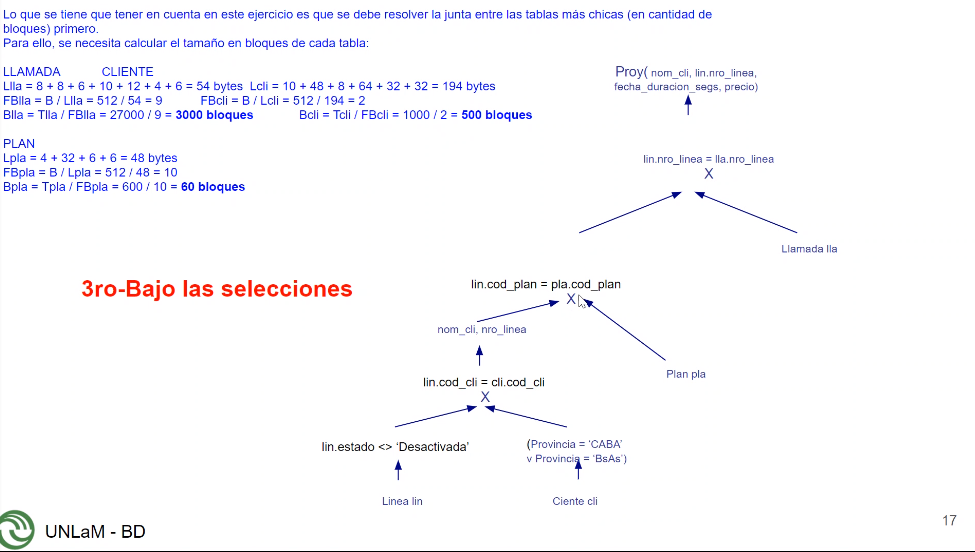 Lo que se tiene que tener en cuenta en este ejercicio es que se debe resolver la junta entre las tablas más chicas (en cantidad de
bloques) primero.
Para ello, se necesita calcular el tamaño en bloques de cada tabla:
LLAMADA CLIENTE
Llla = 8 + 8 + 6 + 10 + 12 + 4 + 6 = 54 bytes Lcli = 10 + 48 + 8 + 64 + 32 + 32 = 194 bytes
FBlla = B / Llla = 512 / 54 = 9 FBcli = B / Lcli = 512 / 194 = 2
Blla = Tlla / FBlla = 27000 / 9 = 3000 bloques Bcli = Tcli / FBcli = 1000 / 2 = 500 bloques
PLAN
Lpla = 4 + 32 + 6 + 6 = 48 bytes
FBpla = B / Lpla = 512 / 48 = 10
Bpla = Tpla / FBpla = 600 / 10 = 60 bloques
Proy( nom_cli, lin.nro_linea,
fecha_duracion_segs, precio)
lin.nro_linea = lla.nro_linea
X
Llamada lla
3ro-Bajo las selecciones
lin.cod_plan = pla.cod_plan
X
nom_cli, nro_linea
Plan pla
lin.cod_cli = cli.cod_cli
X
lin.estado <> ‘Desactivada’
(Provincia = ‘CABA’
v Provincia = ‘BsAs’)
Linea lin
Ciente cli
17
UNLaM - BD